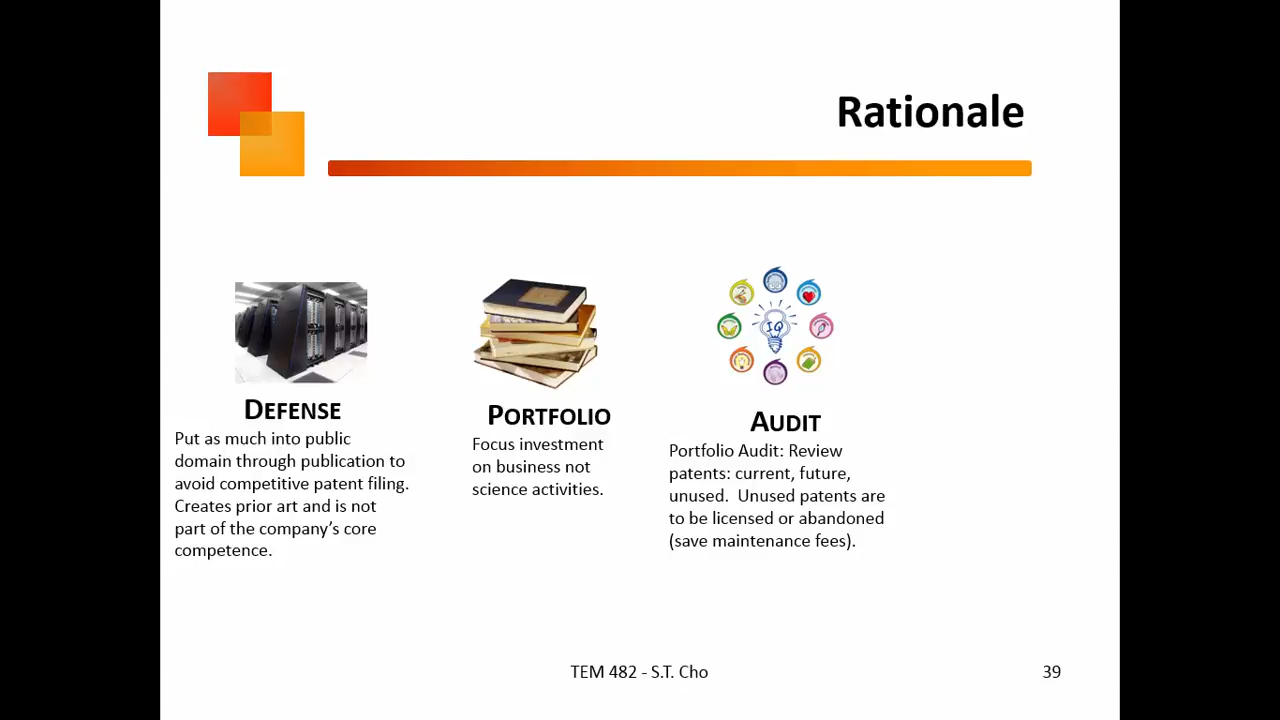 Rationale
IQ
DEFENSE
Put as much into public
domain through publication to
avoid competitive patent filing.
Creates prior art and is not
part of the company's core
competence.
PORTFOLIO
Focus investment
on business not
science activities.
AUDIT
Portfolio Audit: Review
patents: current, future,
unused. Unused patents are
to be licensed or abandoned
(save maintenance fees).
TEM 482 - S.T. Cho
39